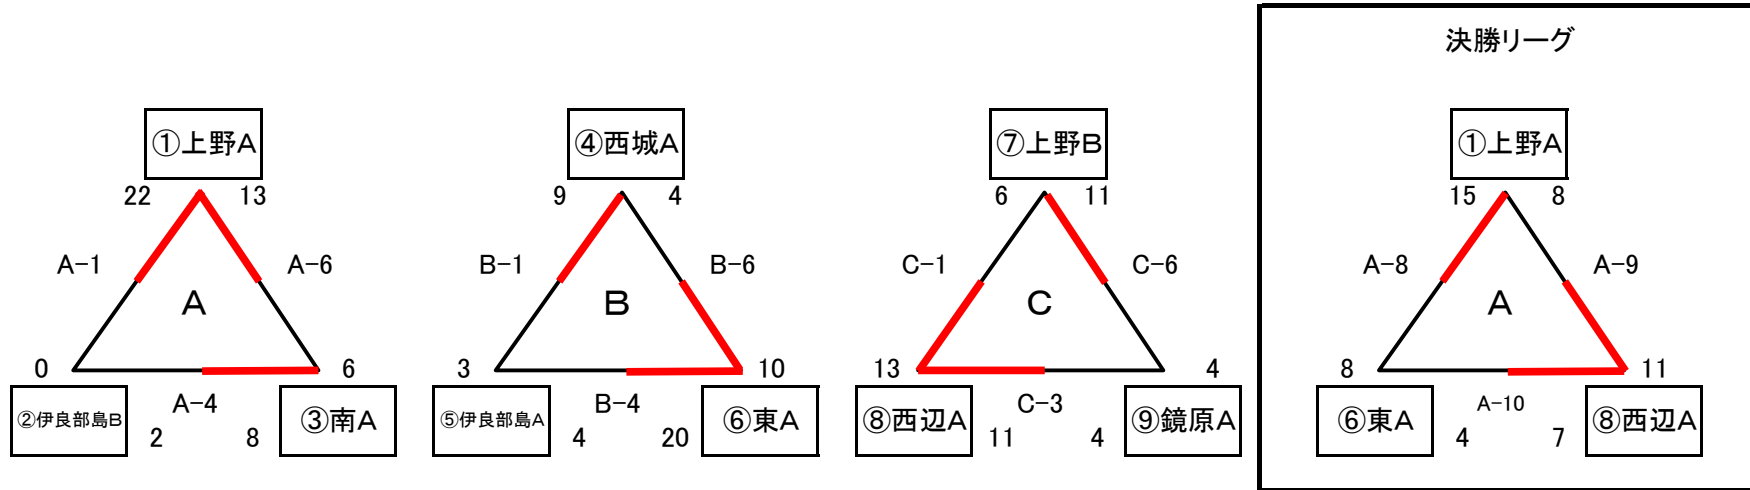 決勝リーグ
①上野A ④西城A ⑦上野B ①上野A
22 13 9 4 6 11 15 8
A-1 A-6 B-1 B-6 C-1 C-6 A-8 A-9
A B C A
0 6 3 10 13 4 8 11
②伊良部島B A-4 ③南A ⑤伊良部島A B-4 ⑥東A ⑧西辺A C-3 ⑨鏡原A ⑥東A A-10 ⑧西辺A
2 8 4 20 11 4 4 7